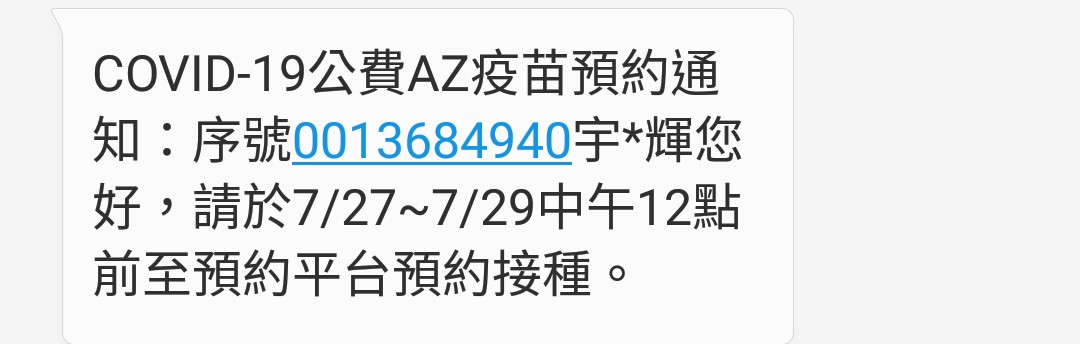 COVID-19公費AZ疫苗預約通
知：序號0013684940宇*輝您
好，請於7/27~7/29中午12點
前至預約平台預約接種。